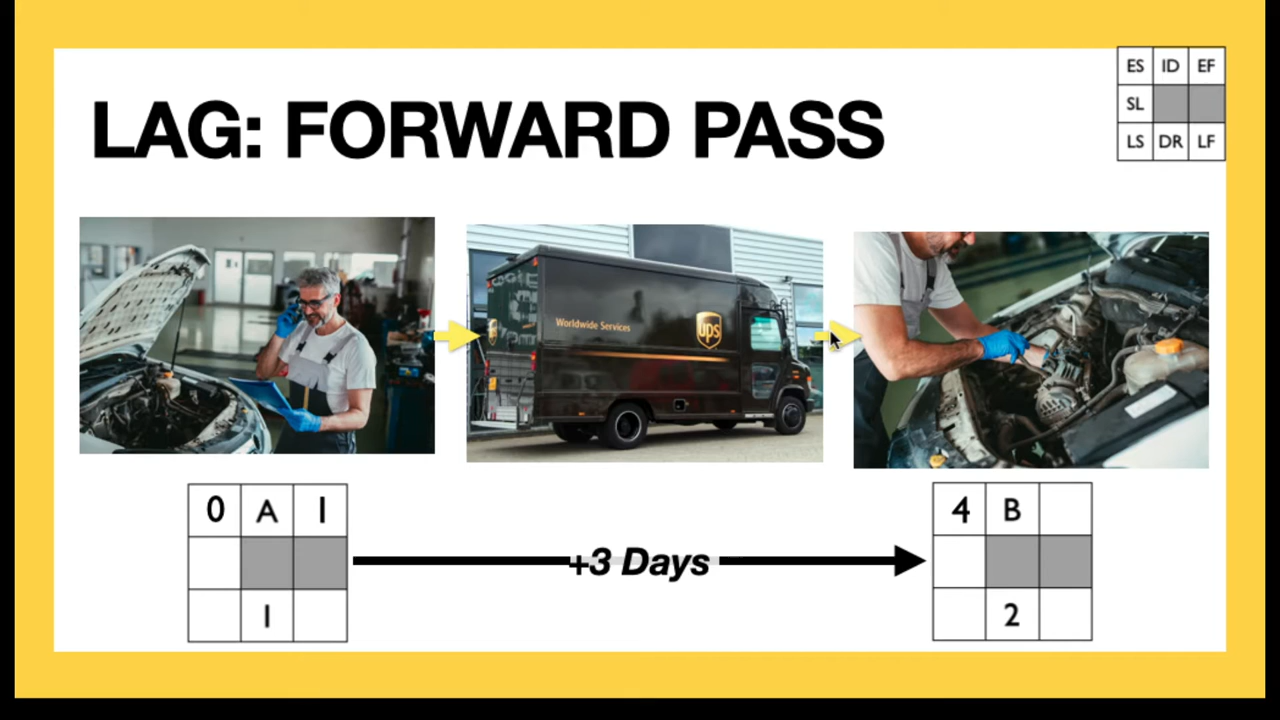 LAG: FORWARD PASS
ES ID EF
SL
LS DR LF
Worldwide Services
ups
0 A 1
1
+3 Days
4 B
2